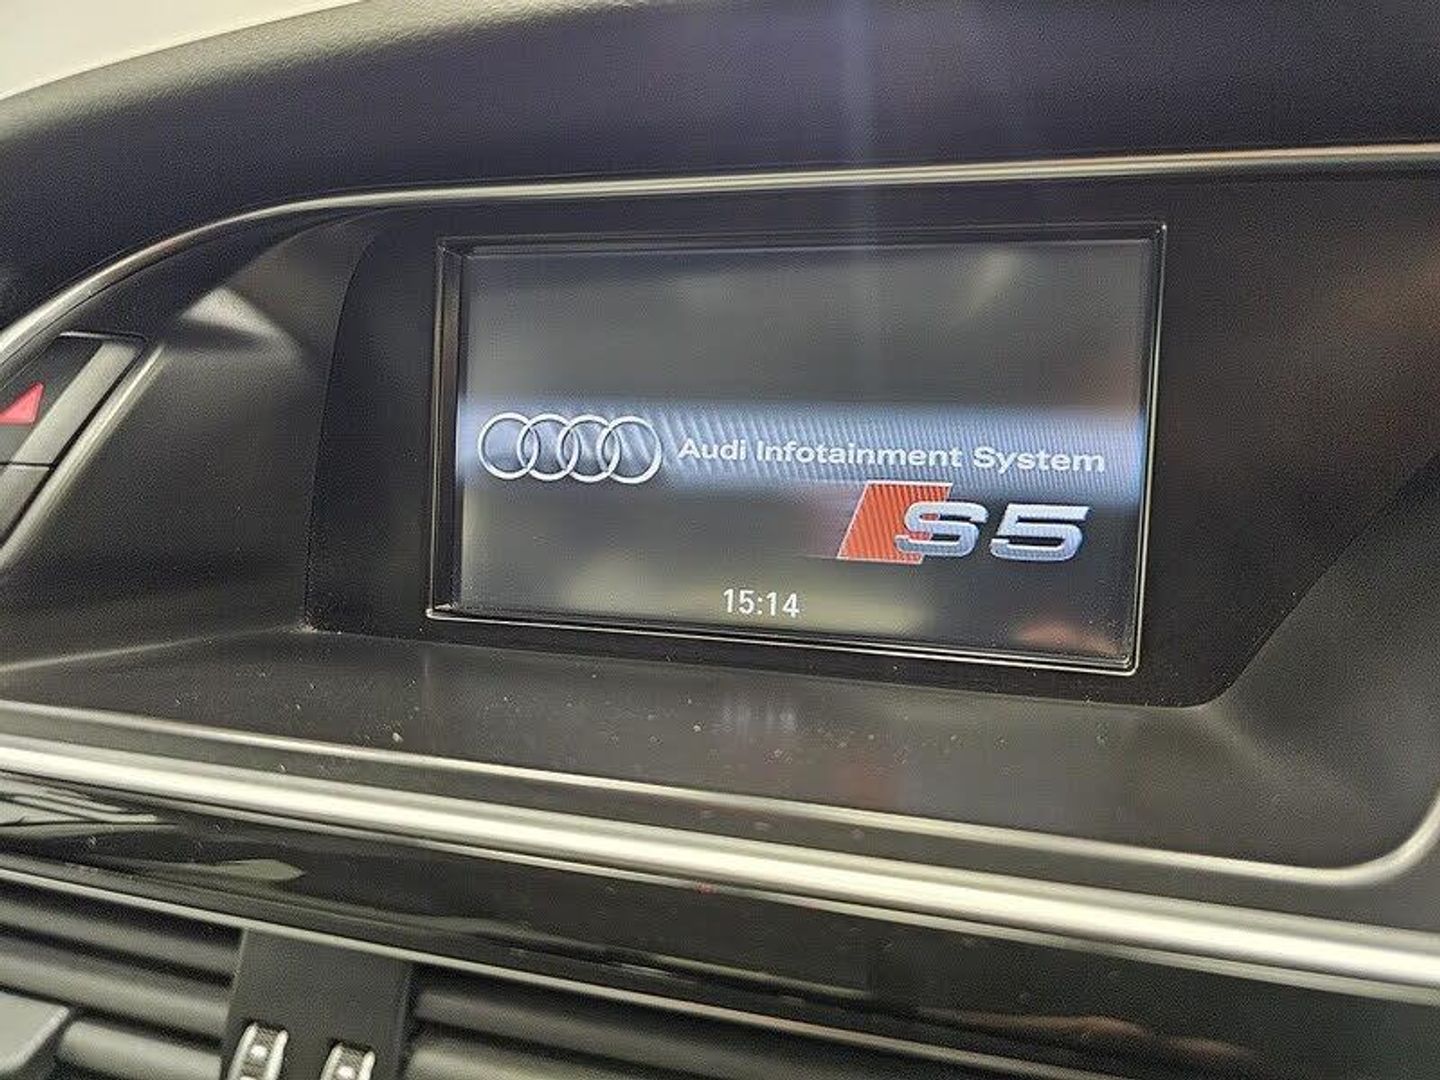 Audi Infotainment System
S5
15:14